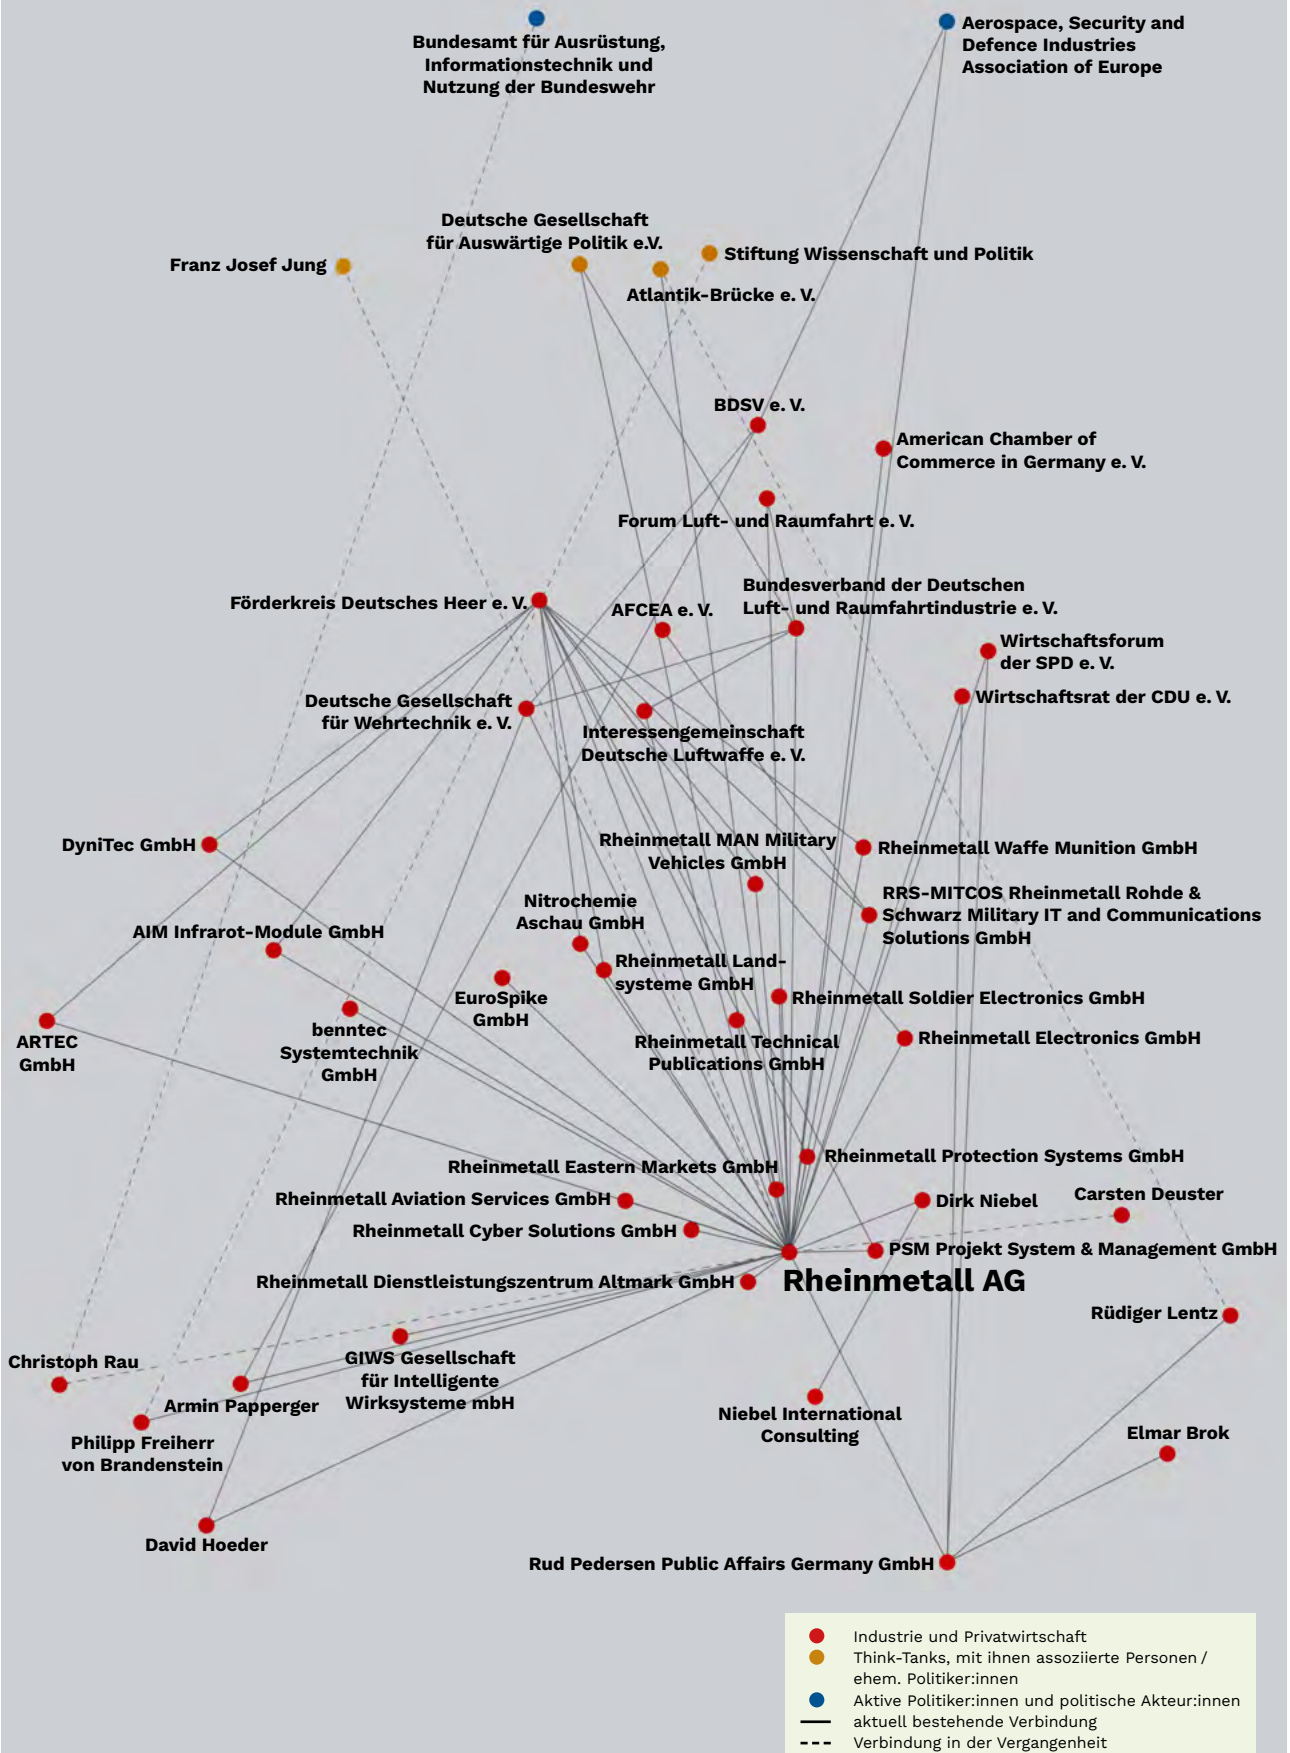 Bundesamt für Ausrüstung,
Informationstechnik und
Nutzung der Bundeswehr
Aerospace, Security and
Defence Industries
Association of Europe
Deutsche Gesellschaft
für Auswärtige Politik e.V.
Franz Josef Jung
Stiftung Wissenschaft und Politik
Atlantik-Brücke e. V.
BDSV e. V.
American Chamber of
Commerce in Germany e. V.
Forum Luft- und Raumfahrt e. V.
Förderkreis Deutsches Heer e. V.
AFCEA e. V.
Bundesverband der Deutschen
Luft- und Raumfahrtindustrie e. V.
Wirtschaftsforum
der SPD e. V.
Wirtschaftsrat der CDU e. V.
Deutsche Gesellschaft
für Wehrtechnik e. V.
Interessengemeinschaft
Deutsche Luftwaffe e. V.
DyniTec GmbH
Rheinmetall MAN Military
Vehicles GmbH
Rheinmetall Waffe Munition GmbH
Nitrochemie
Aschau GmbH
RRS-MITCOS Rheinmetall Rohde &
Schwarz Military IT and Communications
Solutions GmbH
AIM Infrarot-Module GmbH
Rheinmetall Land-
systeme GmbH
EuroSpike
GmbH
Rheinmetall Soldier Electronics GmbH
ARTEC
GmbH
benntec
Systemtechnik
GmbH
Rheinmetall Technical
Publications GmbH
Rheinmetall Electronics GmbH
Rheinmetall Eastern Markets GmbH
Rheinmetall Protection Systems GmbH
Rheinmetall Aviation Services GmbH
Dirk Niebel
Carsten Deuster
Rheinmetall Cyber Solutions GmbH
PSM Projekt System & Management GmbH
Rheinmetall Dienstleistungszentrum Altmark GmbH
Rheinmetall AG
Rüdiger Lentz
Christoph Rau
GIWS Gesellschaft
für Intelligente
Wirksysteme mbH
Armin Papperger
Philipp Freiherr
von Brandenstein
Niebel International
Consulting
Elmar Brok
David Hoeder
Rud Pedersen Public Affairs Germany GmbH
Industrie und Privatwirtschaft
Think-Tanks, mit ihnen assoziierte Personen /
ehem. Politiker:innen
Aktive Politiker:innen und politische Akteur:innen
aktuell bestehende Verbindung
Verbindung in der Vergangenheit